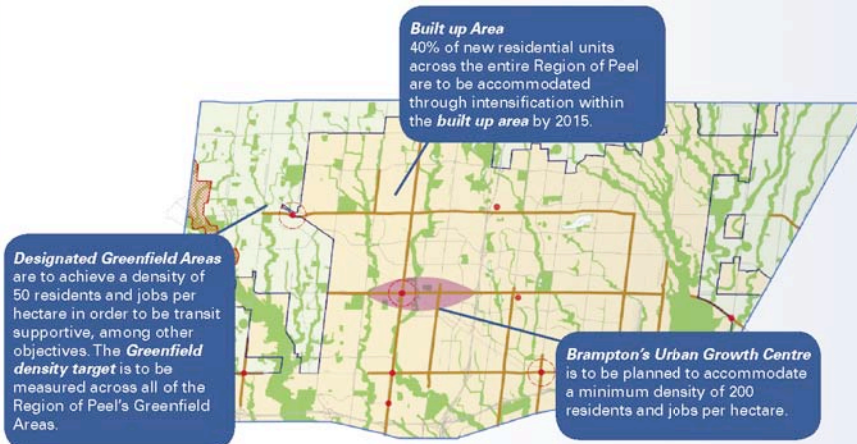 Built up Area
40% of new residential units
across the entire Region of Peel
are to be accommodated
through intensification within
the built up area by 2015.
Designated Greenfield Areas
are to achieve a density of
50 residents and jobs per
hectare in order to be transit
supportive, among other
objectives. The Greenfield
density target is to be
measured across all of the
Region of Peel's Greenfield
Areas.
Brampton's Urban Growth Centre
is to be planned to accommodate
a minimum density of 200
residents and jobs per hectare.